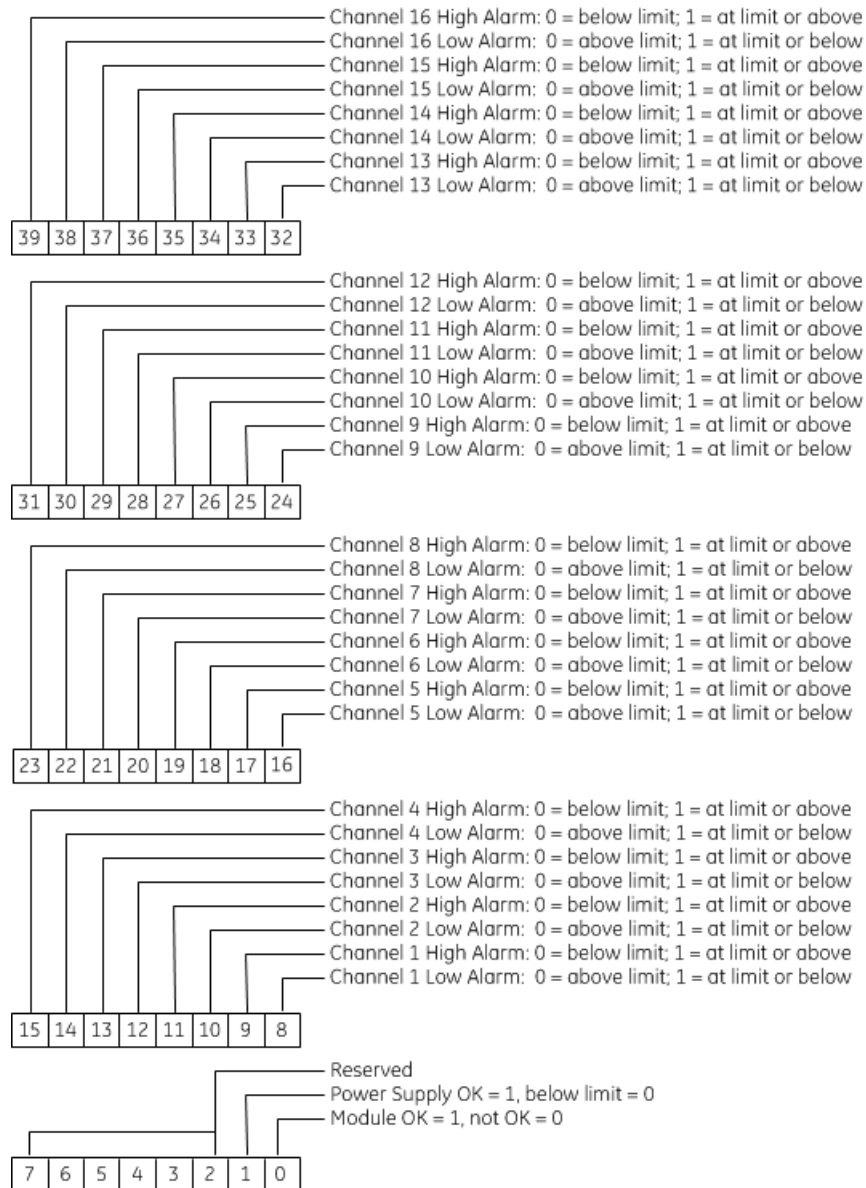 Channel 16 High Alarm: 0 = below limit; 1 = at limit or above
Channel 16 Low Alarm: 0 = above limit; 1 = at limit or below
Channel 15 High Alarm: 0 = below limit; 1 = at limit or above
Channel 15 Low Alarm: 0 = above limit; 1 = at limit or below
Channel 14 High Alarm: 0 = below limit; 1 = at limit or above
Channel 14 Low Alarm: 0 = above limit; 1 = at limit or below
Channel 13 High Alarm: 0 = below limit; 1 = at limit or above
Channel 13 Low Alarm: 0 = above limit; 1 = at limit or below
39 38 37 36 35 34 33 32
Channel 12 High Alarm: 0 = below limit; 1 = at limit or above
Channel 12 Low Alarm: 0 = above limit; 1 = at limit or below
Channel 11 High Alarm: 0 = below limit; 1 = at limit or above
Channel 11 Low Alarm: 0 = above limit; 1 = at limit or below
Channel 10 High Alarm: 0 = below limit; 1 = at limit or above
Channel 10 Low Alarm: 0 = above limit; 1 = at limit or below
Channel 9 High Alarm: 0 = below limit; 1 = at limit or above
Channel 9 Low Alarm: 0 = above limit; 1 = at limit or below
31 30 29 28 27 26 25 24
Channel 8 High Alarm: 0 = below limit; 1 = at limit or above
Channel 8 Low Alarm: 0 = above limit; 1 = at limit or below
Channel 7 High Alarm: 0 = below limit; 1 = at limit or above
Channel 7 Low Alarm: 0 = above limit; 1 = at limit or below
Channel 6 High Alarm: 0 = below limit; 1 = at limit or above
Channel 6 Low Alarm: 0 = above limit; 1 = at limit or below
Channel 5 High Alarm: 0 = below limit; 1 = at limit or above
Channel 5 Low Alarm: 0 = above limit; 1 = at limit or below
23 22 21 20 19 18 17 16
Channel 4 High Alarm: 0 = below limit; 1 = at limit or above
Channel 4 Low Alarm: 0 = above limit; 1 = at limit or below
Channel 3 High Alarm: 0 = below limit; 1 = at limit or above
Channel 3 Low Alarm: 0 = above limit; 1 = at limit or below
Channel 2 High Alarm: 0 = below limit; 1 = at limit or above
Channel 2 Low Alarm: 0 = above limit; 1 = at limit or below
Channel 1 High Alarm: 0 = below limit; 1 = at limit or above
Channel 1 Low Alarm: 0 = above limit; 1 = at limit or below
15 14 13 12 11 10 9 8
Reserved
Power Supply OK = 1, below limit = 0
Module OK = 1, not OK = 0
7 6 5 4 3 2 1 0